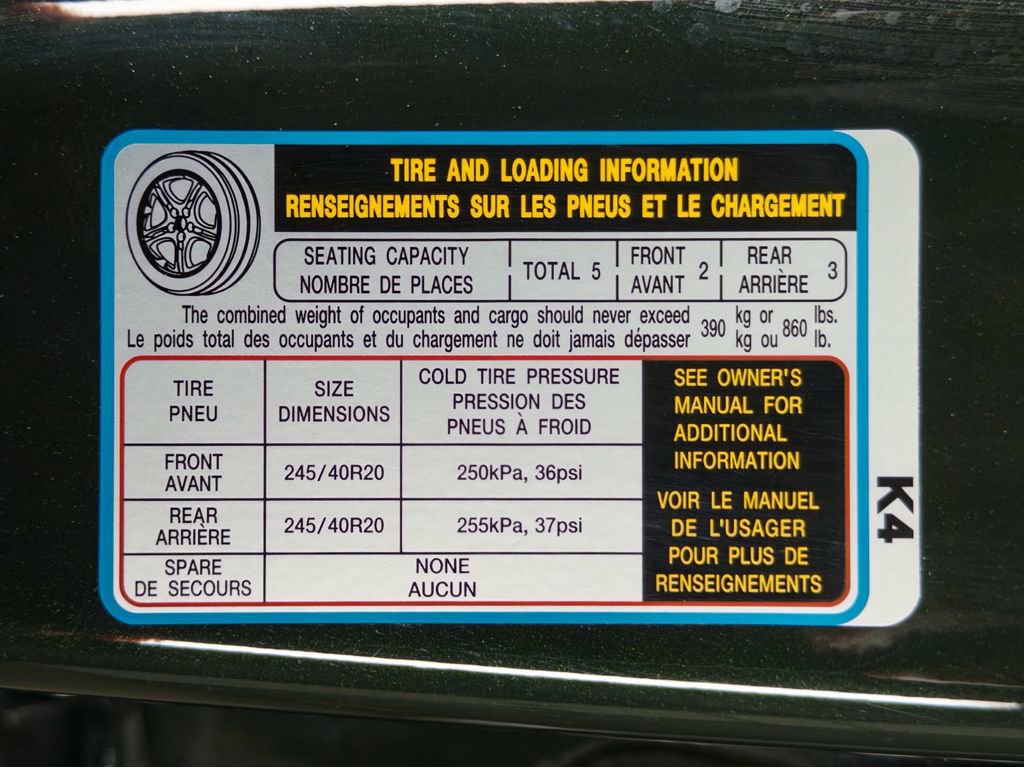 TIRE AND LOADING INFORMATION
RENSEIGNEMENTS SUR LES PNEUS ET LE CHARGEMENT
SEATING CAPACITY
NOMBRE DE PLACES
TOTAL 5
FRONT
AVANT
2
REAR
ARRIÈRE
3
The combined weight of occupants and cargo should never exceed
Le poids total des occupants et du chargement ne doit jamais dépasser
390
kg or
kg ou
860
lbs.
lb.
TIRE
PNEU
SIZE
DIMENSIONS
COLD TIRE PRESSURE
PRESSION DES
PNEUS À FROID
FRONT
AVANT
245/40R20
250kPa, 36psi
REAR
ARRIÈRE
245/40R20
255kPa, 37psi
SPARE
DE SECOURS
NONE
AUCUN
SEE OWNER'S
MANUAL FOR
ADDITIONAL
INFORMATION
VOIR LE MANUEL
DE L'USAGER
POUR PLUS DE
RENSEIGNEMENTS
K4